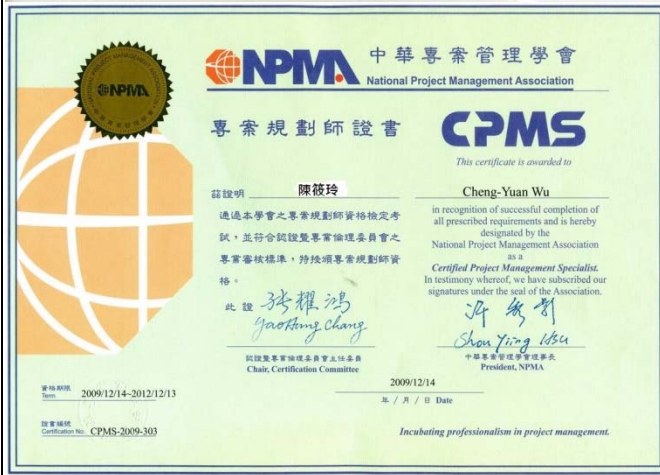 NPMA
中華專案管理學會
National Project Management Association
專案規劃師證書
茲證明 陳筱玲
通過本學會之專案規劃師資格檢定考
試，並符合認證暨專業倫理委員會之
專業審核標準，特授頒專案規劃師資
格。
此證 張耀鴻
YaoHung Chang
認證暨專業倫理委員會主任委員
Chair, Certification Committee
CPMS
This certificate is awarded to
Cheng-Yuan Wu
in recognition of successful completion of
all prescribed requirements and is hereby
designated by the
National Project Management Association
as a
Certified Project Management Specialist.
In testimony whereof, we have subscribed our
signatures under the seal of the Association.
Shou Yiing Hsu
中華專案管理學會理事長
President, NPMA
2009/12/14
年 / 月 / 日 Date
資格期限
Term 2009/12/14~2012/12/13
證書編號
Certification No. CPMS-2009-303
Incubating professionalism in project management.